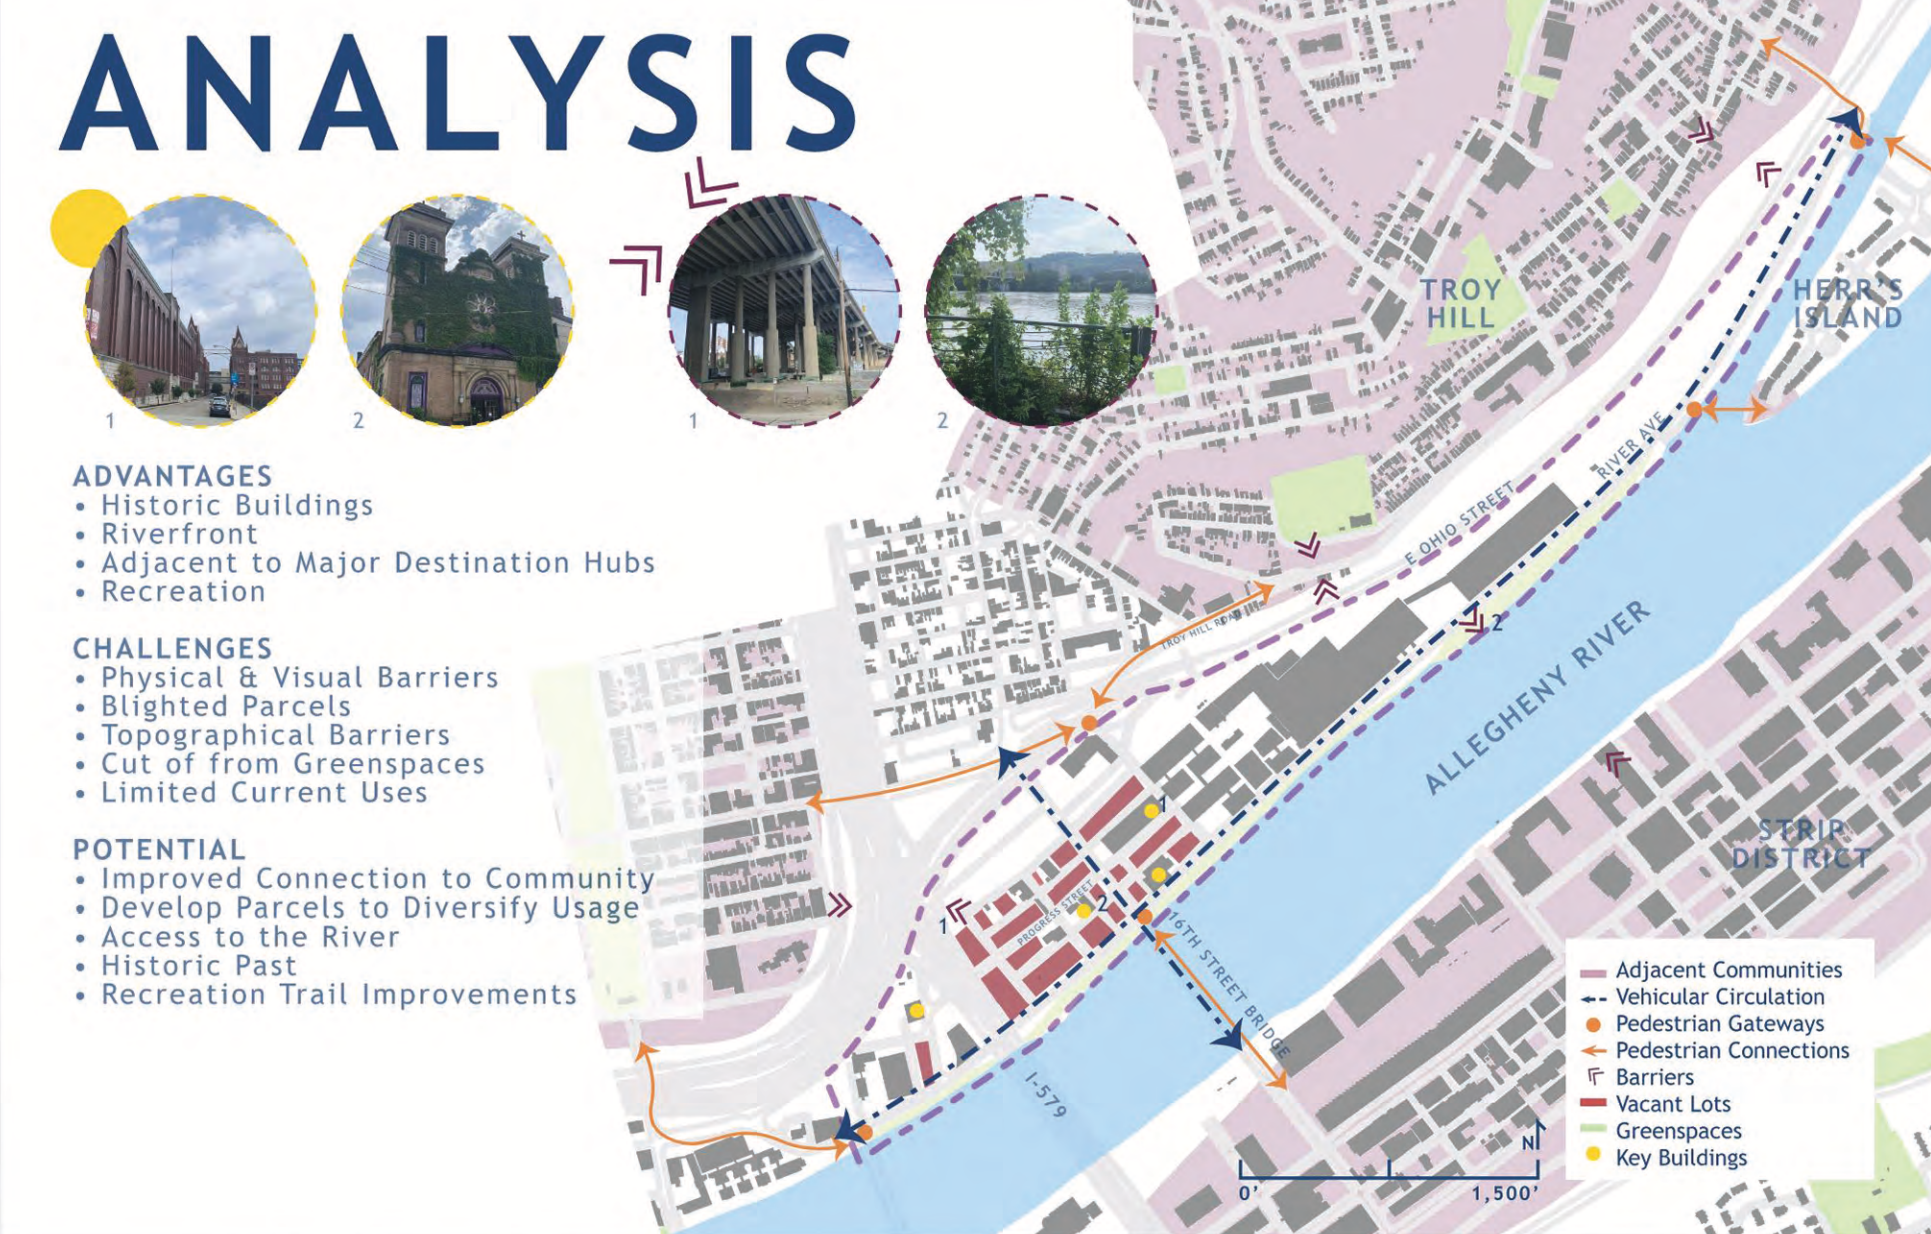 ANALYSIS
1
2
1
2
ADVANTAGES
• Historic Buildings
• Riverfront
• Adjacent to Major Destination Hubs
• Recreation
CHALLENGES
• Physical & Visual Barriers
• Blighted Parcels
• Topographical Barriers
• Cut of from Greenspaces
• Limited Current Uses
POTENTIAL
• Improved Connection to Community
• Develop Parcels to Diversify Usage
• Access to the River
• Historic Past
• Recreation Trail Improvements
TROY
HILL
HERR'S
ISLAND
RIVER AVE
E OHIO STREET
TROY HILL ROAD
2
ALLEGHENY RIVER
STRIP
DISTRICT
1
PROGRESS STREET
2
1
16TH STREET BRIDGE
I-579
Adjacent Communities
Vehicular Circulation
Pedestrian Gateways
Pedestrian Connections
Barriers
Vacant Lots
Greenspaces
Key Buildings
N
0'
1,500'